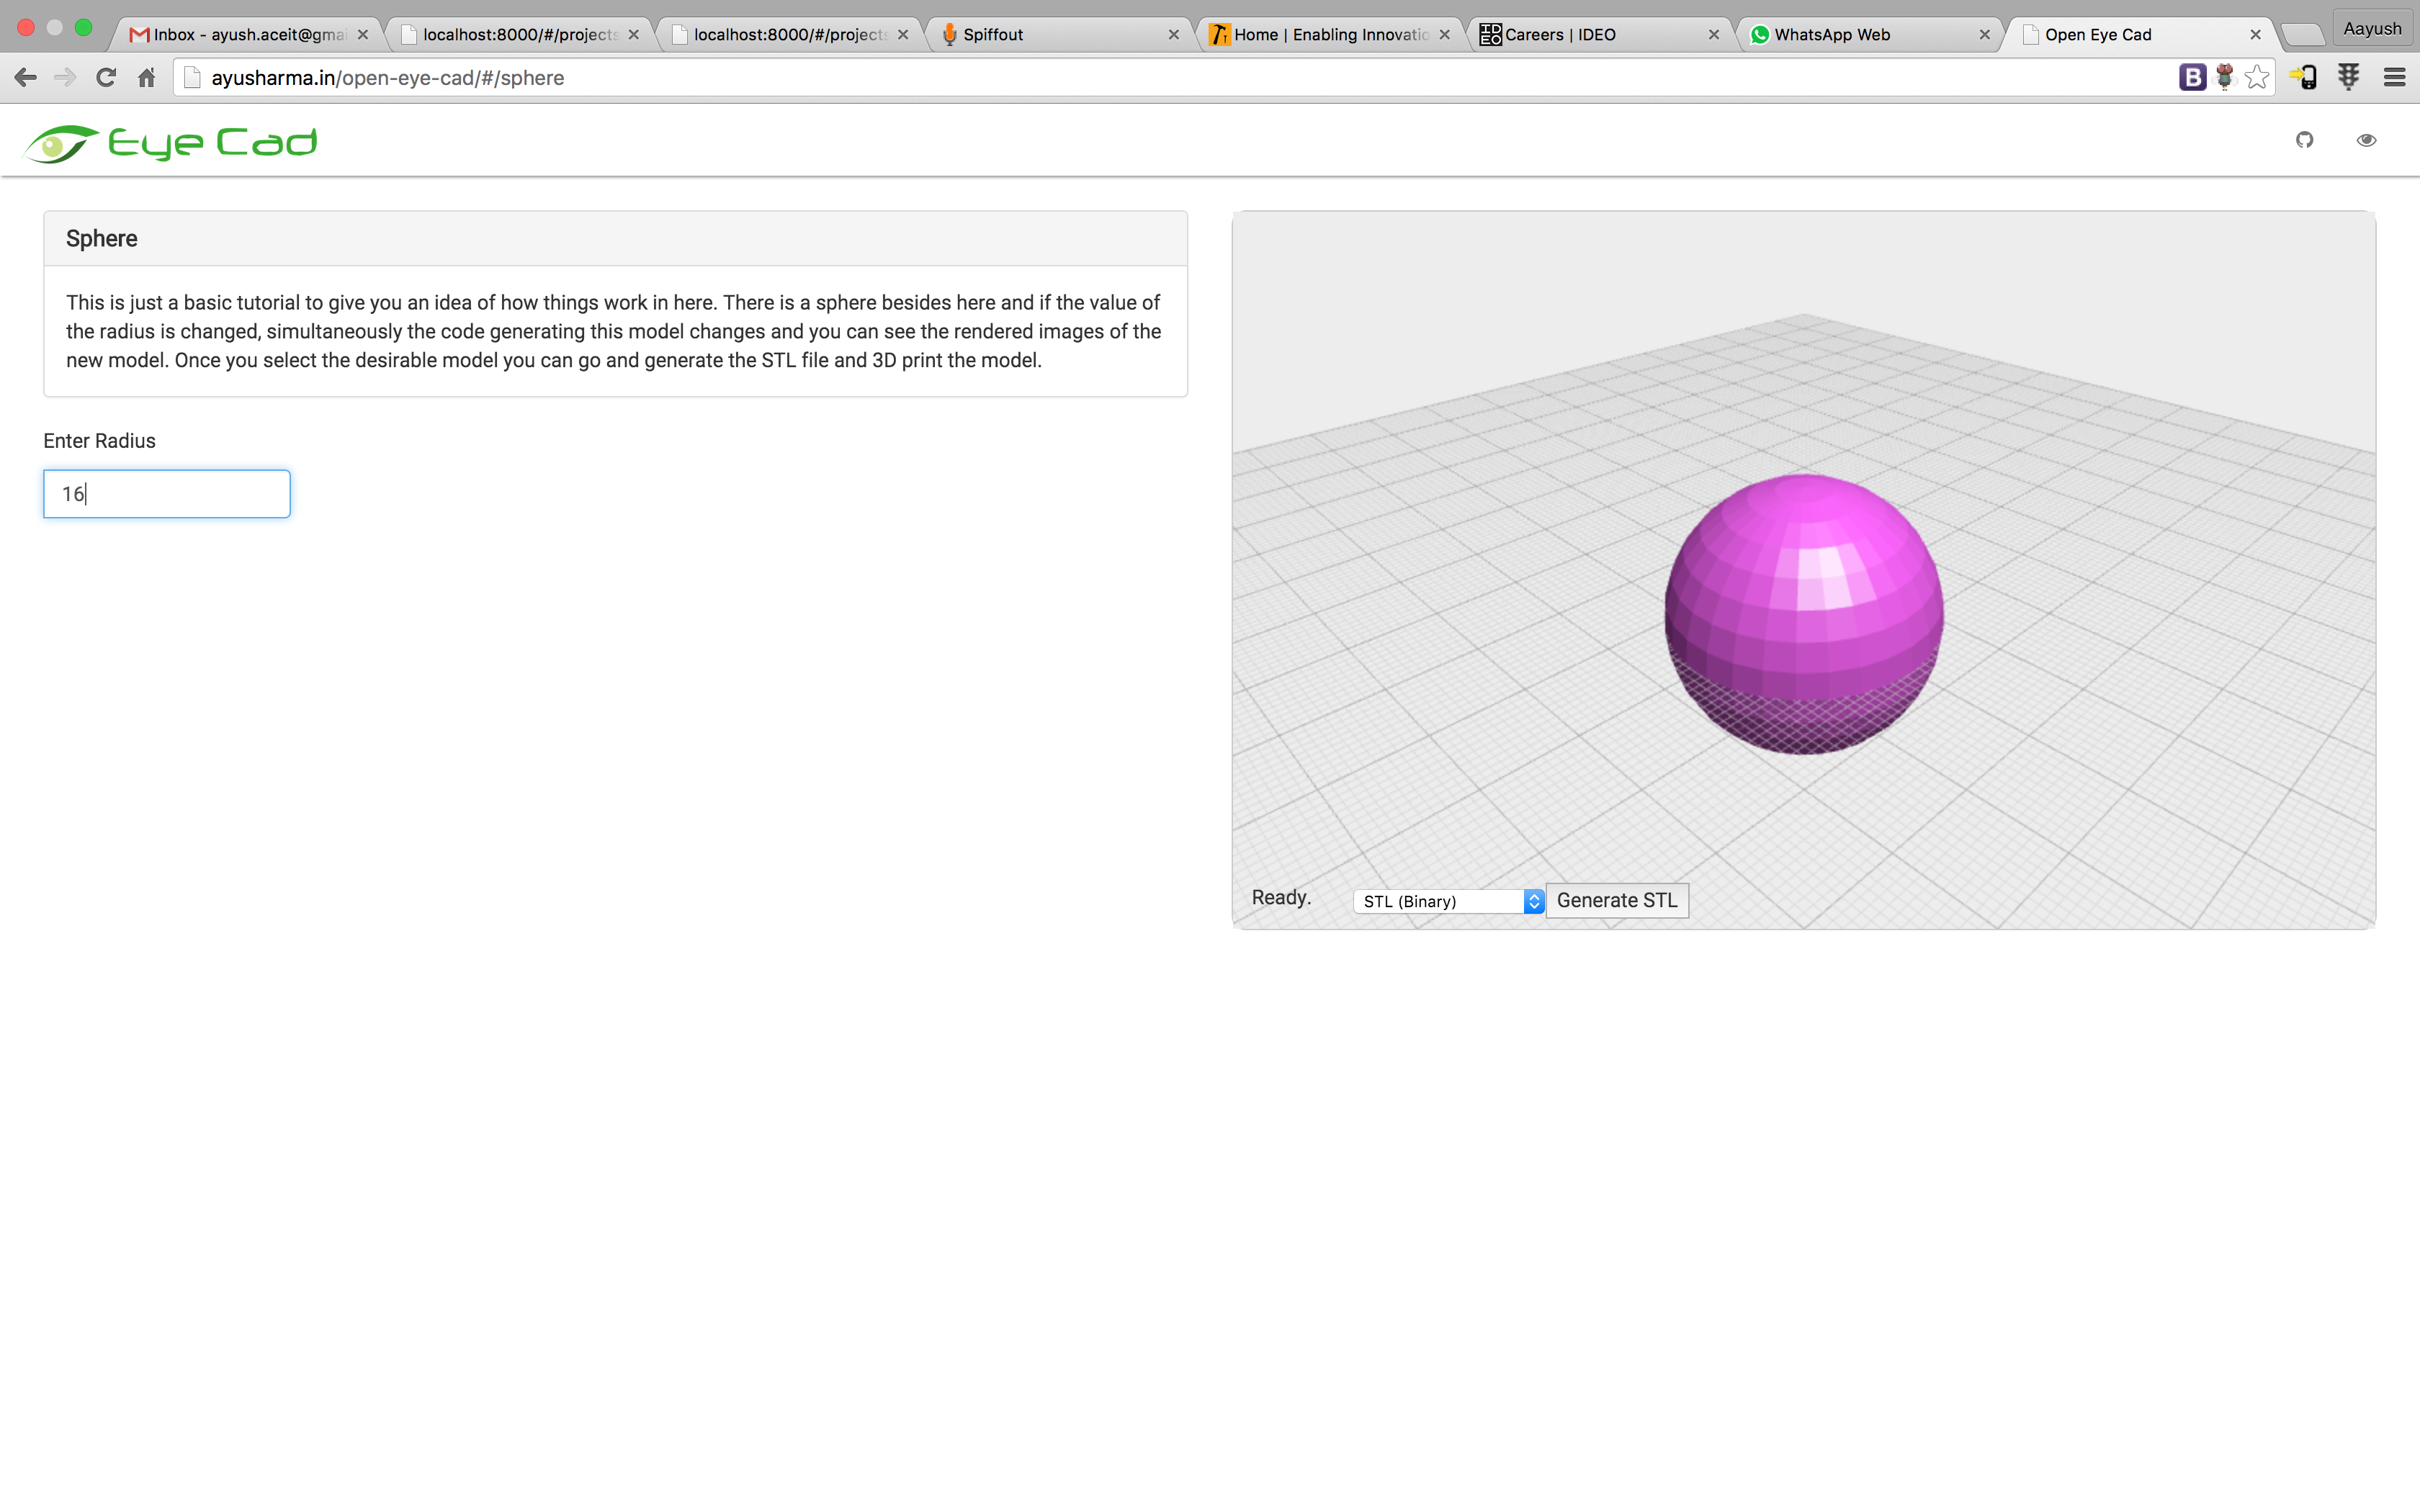 Inbox - ayush.aceit@gmai
localhost:8000/#/projects
localhost:8000/#/projects
Spiffout
Home | Enabling Innovatio
IDEO
Careers | IDEO
WhatsApp Web
Open Eye Cad
Aayush
ayusharma.in/open-eye-cad/#/sphere
B
Eye Cad
Sphere
This is just a basic tutorial to give you an idea of how things work in here. There is a sphere besides here and if the value of
the radius is changed, simultaneously the code generating this model changes and you can see the rendered images of the
new model. Once you select the desirable model you can go and generate the STL file and 3D print the model.
Enter Radius
16
Ready.
STL (Binary)
Generate STL